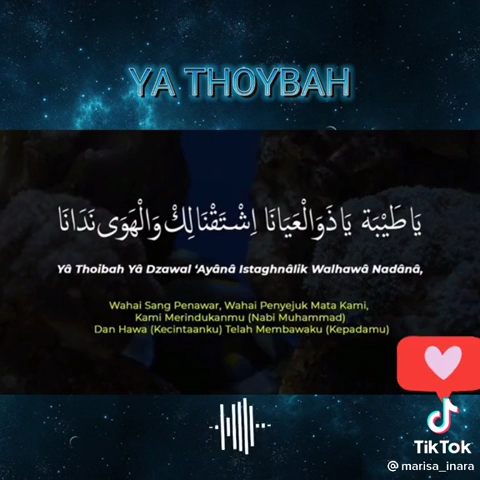 YA THOYBAH
يَا طَيْبَة يَا ذَوَالْعَيَانَا اِشْتَقْنَالِكْ وَالْهَوَى نَدَانَا
Yâ Thoibah Yâ Dzawal ‘Ayânâ Istaghnâlik Walhawâ Nadânâ,
Wahai Sang Penawar, Wahai Penyejuk Mata Kami,
Kami Merindukanmu (Nabi Muhammad)
Dan Hawa (Kecintaanku) Telah Membawaku (Kepadamu)
TikTok
@marisa_inara